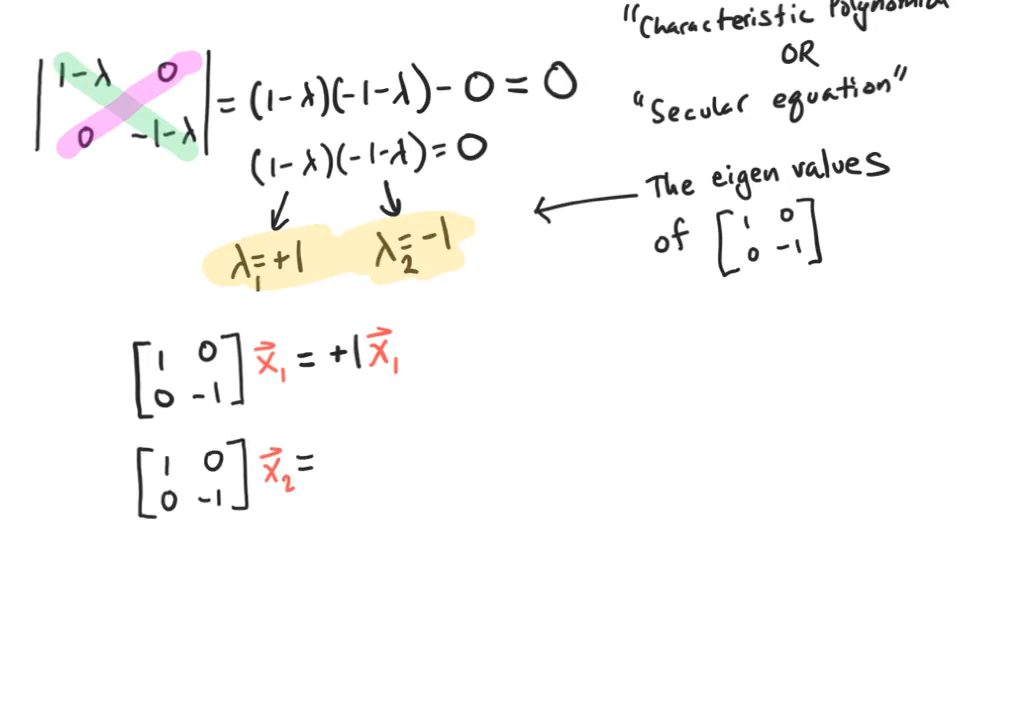 "Characteristic Polynomial
OR
"Secular equation"
|1-λ 0|
|0 -1-λ| = (1-λ)(-1-λ) - 0 = 0
(1-λ)(-1-λ) = 0
λ₁ = +1 λ₂ = -1
The eigen values
of [1 0
0 -1]
[1 0
0 -1] x⃗₁ = +1 x⃗₁
[1 0
0 -1] x⃗₂ =